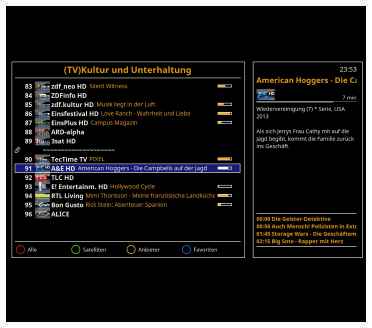 (TV)Kultur und Unterhaltung
83 zdf_neo HD Silent Witness
84 ZDFinfo HD
85 zdf.kultur HD Musik liegt in der Luft
86 Einsfestival HD Love Ranch - Wahrheit und Liebe
87 EinsPlus HD Campus Magazin
88 ARD-alpha
89 3sat HD
90 TecTime TV PIXEL
91 A&E HD American Hoggers - Die Campbells auf der Jagd
92 TLC HD
93 E! Entertainm. HD Hollywood Cycle
94 RTL Living Mimi Thorisson - Meine französische Landküche
95 Bon Gusto Rick Stein: Abenteuer Spanien
96 ALICE
Alle
Satelliten
Anbieter
Favoriten
23:53
American Hoggers - Die Ca
7 min
Wiedervereinigung (7) * Serie, USA
2013
Als sich Jerrys Frau Cathy mit auf die
Jagd begibt, kommt die Familie zurück
ins Geschäft.
00:00 Die Geister-Detektive
00:50 Auch Mensch! Polizisten in Extr
01:45 Storage Wars - Die Geschäftem
02:10 Big Smo - Rapper mit Herz